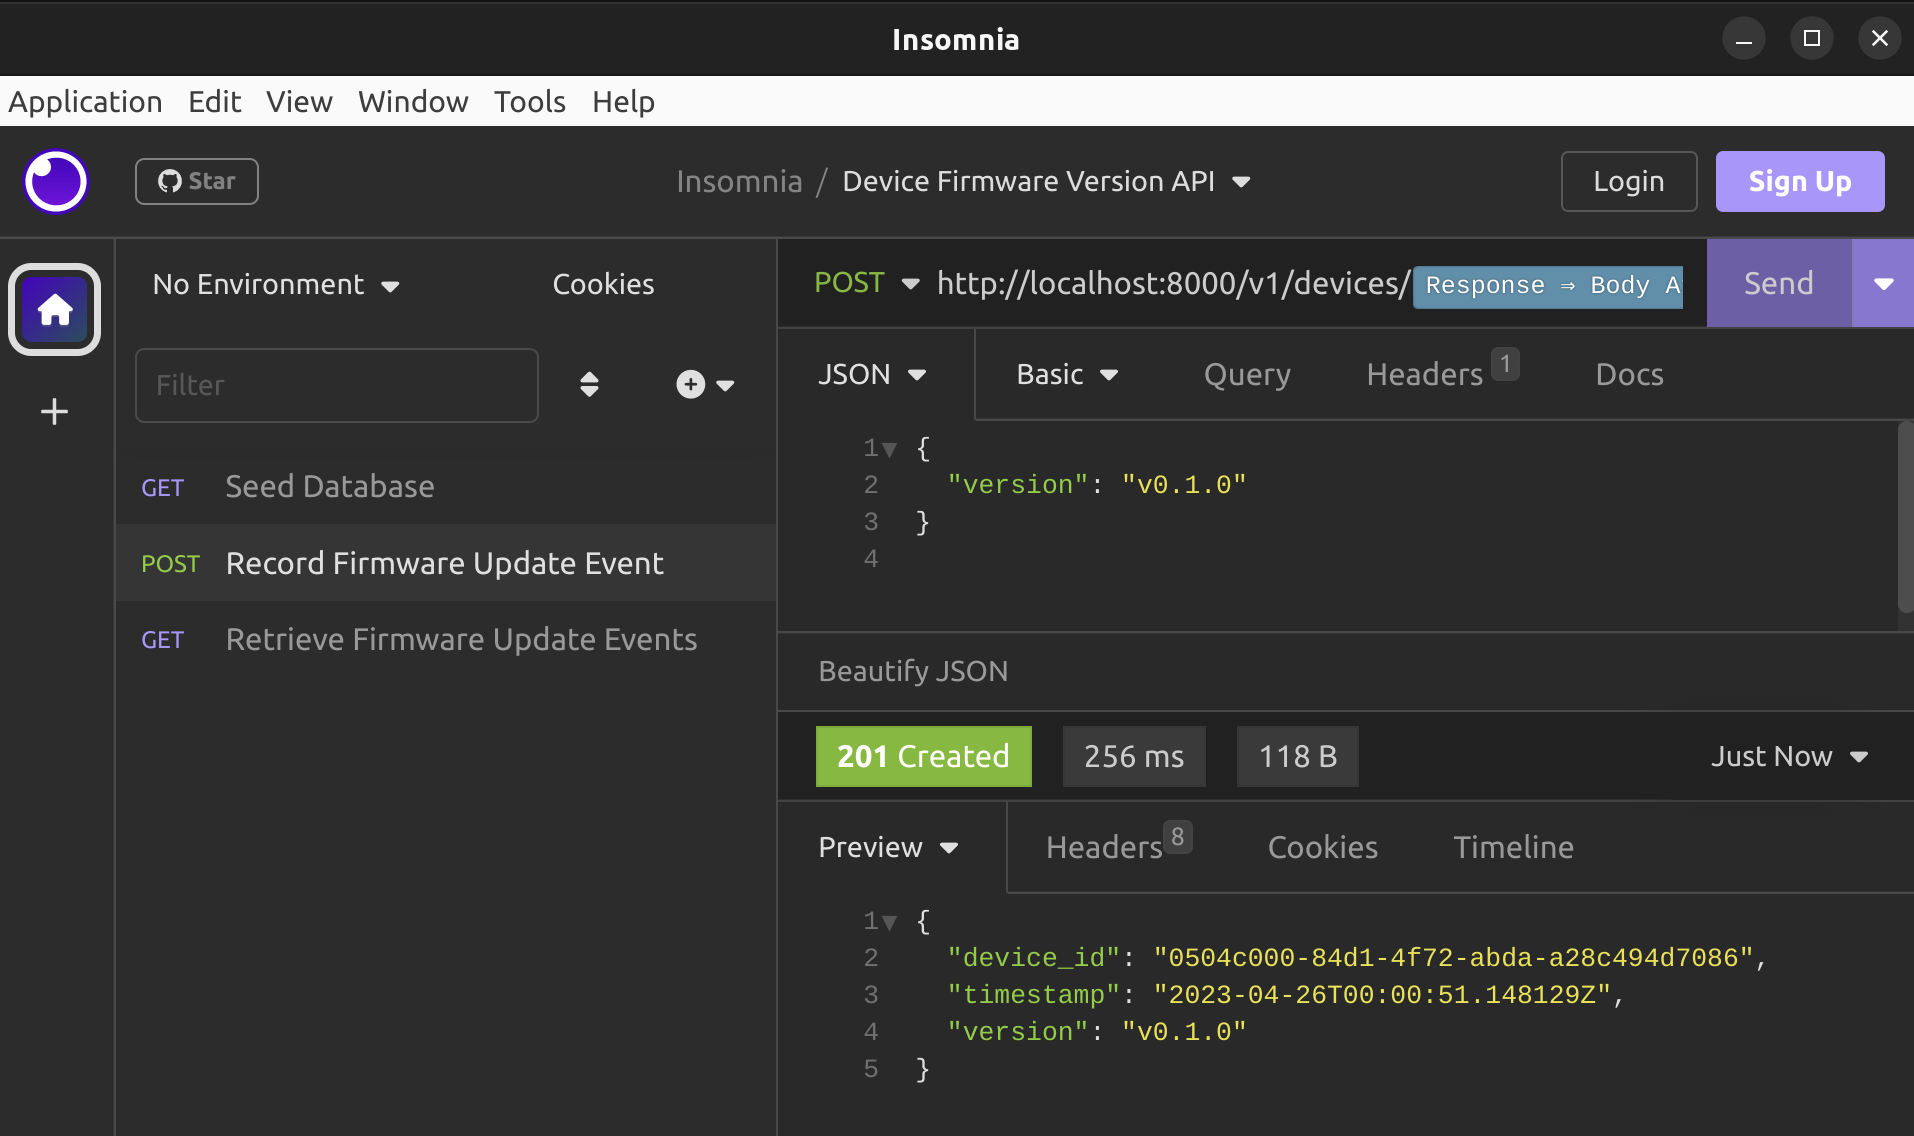 Insomnia
Application Edit View Window Tools Help
Star
Insomnia / Device Firmware Version API
Login
Sign Up
No Environment
Cookies
Filter
GET Seed Database
POST Record Firmware Update Event
GET Retrieve Firmware Update Events
POST http://localhost:8000/v1/devices/ Response ⇒ Body A
Send
JSON Basic Query Headers 1 Docs
1 {
2 "version": "v0.1.0"
3 }
4
Beautify JSON
201 Created 256 ms 118 B Just Now
Preview Headers 8 Cookies Timeline
1 {
2 "device_id": "0504c000-84d1-4f72-abda-a28c494d7086",
3 "timestamp": "2023-04-26T00:00:51.148129Z",
4 "version": "v0.1.0"
5 }